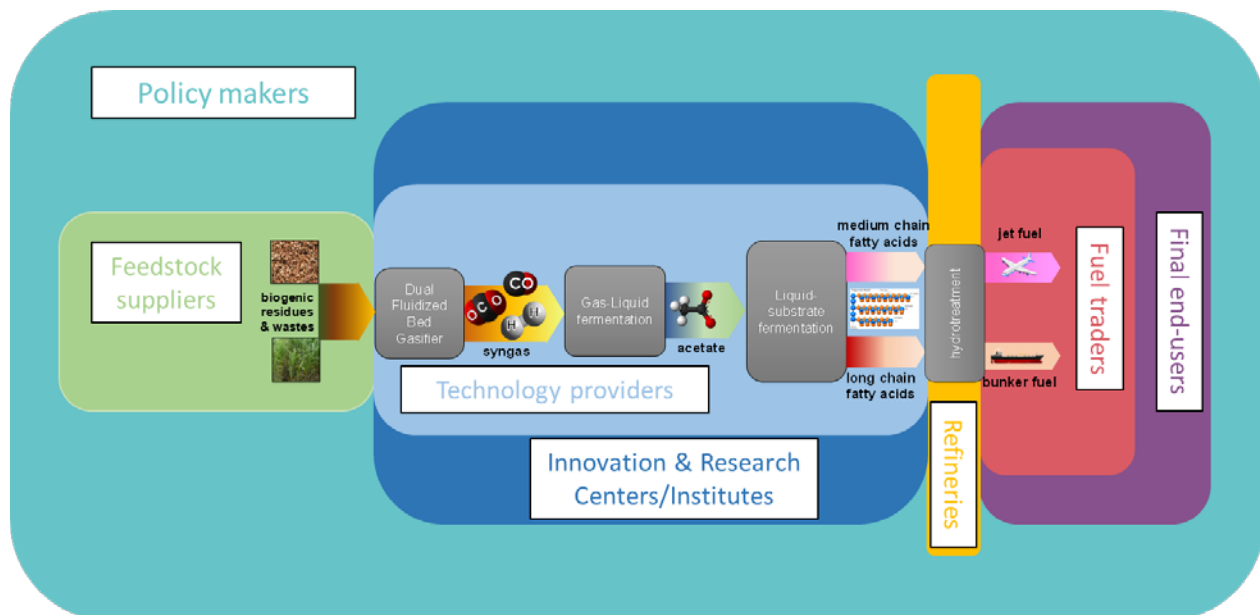 Policy makers
Feedstock
suppliers
biogenic
residues
& wastes
Dual
Fluidized
Bed
Gasifier
O C O
CO
H H
syngas
Gas-Liquid
fermentation
acetate
Technology providers
Liquid-
substrate
fermentation
medium chain
fatty acids
long chain
fatty acids
Innovation & Research
Centers/Institutes
hydrotreatment
Refineries
jet fuel
bunker fuel
Fuel traders
Final end-users